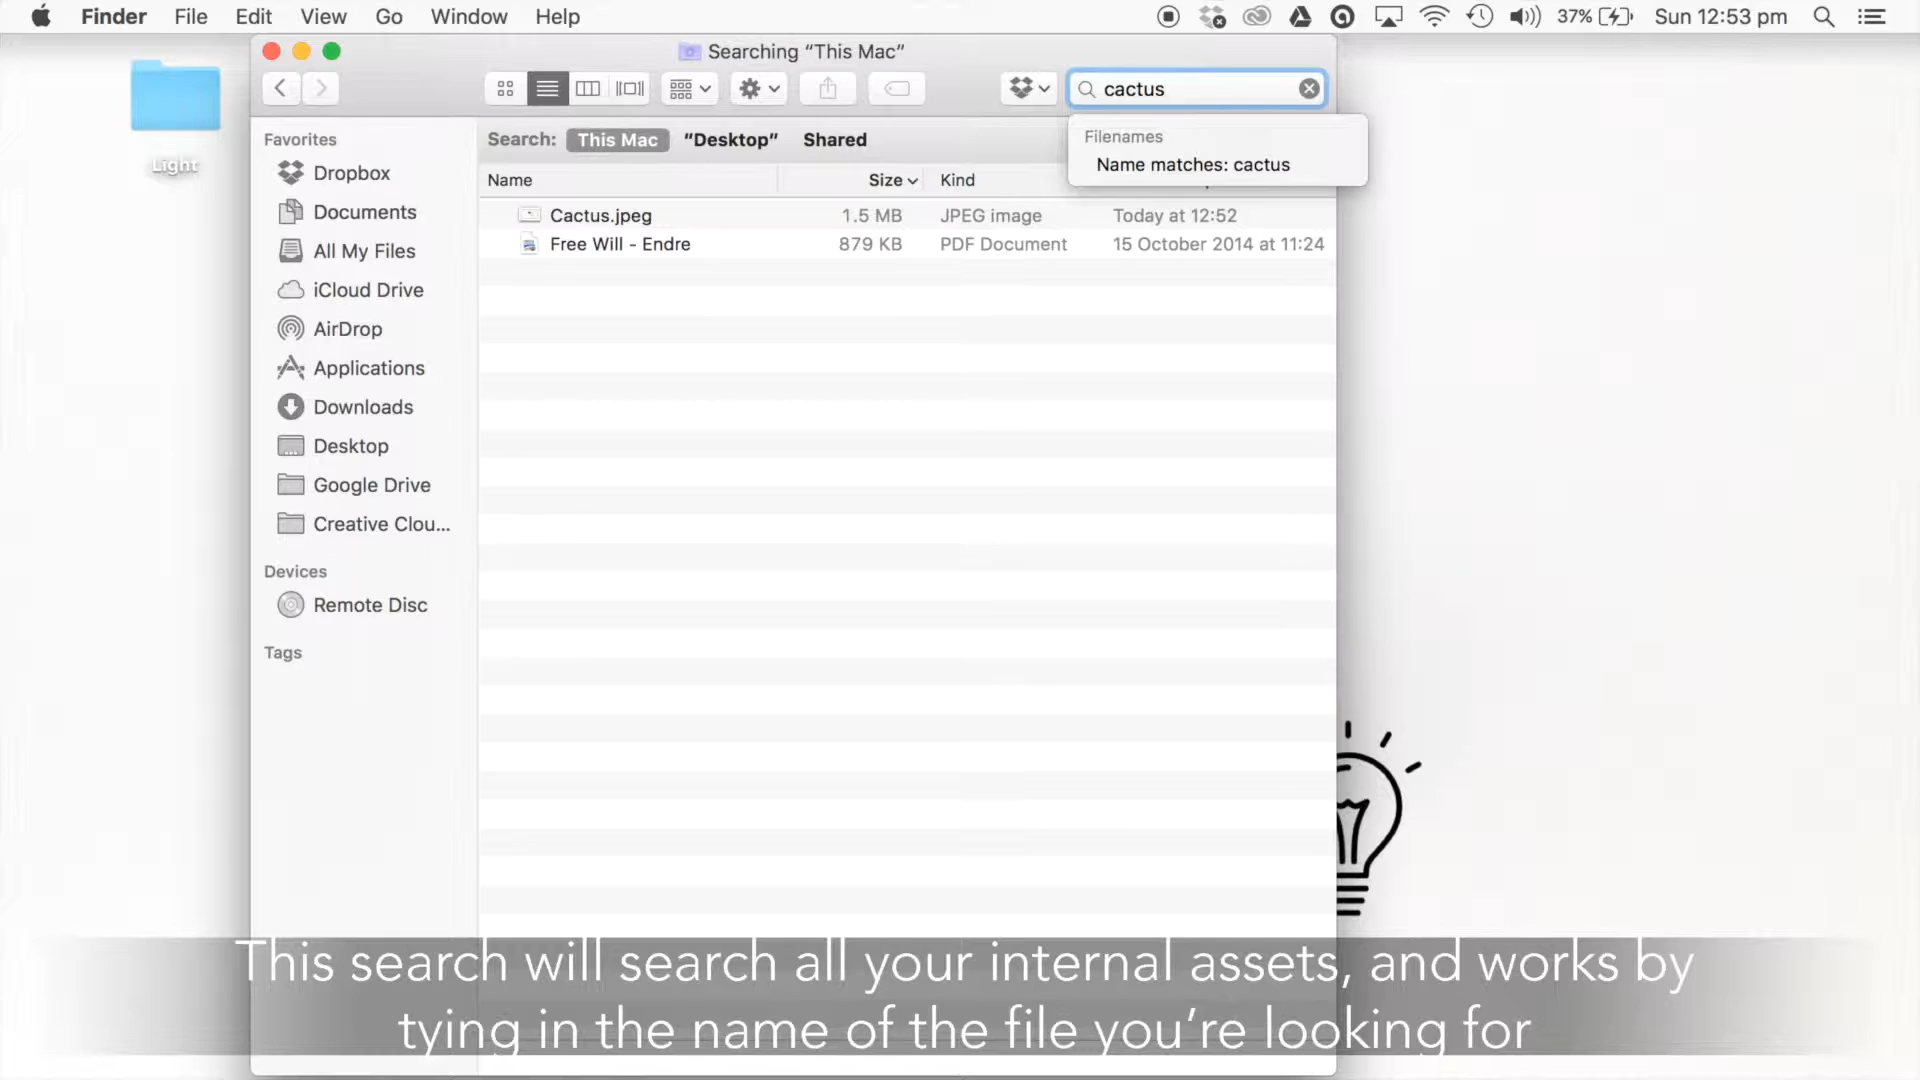 Finder File Edit View Go Window Help 37% Sun 12:53 pm
Searching “This Mac”
cactus
Light
Filenames
Name matches: cactus
Search: This Mac “Desktop” Shared
Name Size Kind
Cactus.jpeg 1.5 MB JPEG image Today at 12:52
Free Will - Endre 879 KB PDF Document 15 October 2014 at 11:24
Favorites
Dropbox
Documents
All My Files
iCloud Drive
AirDrop
Applications
Downloads
Desktop
Google Drive
Creative Clou...
Devices
Remote Disc
Tags
This search will search all your internal assets, and works by
tying in the name of the file you’re looking for